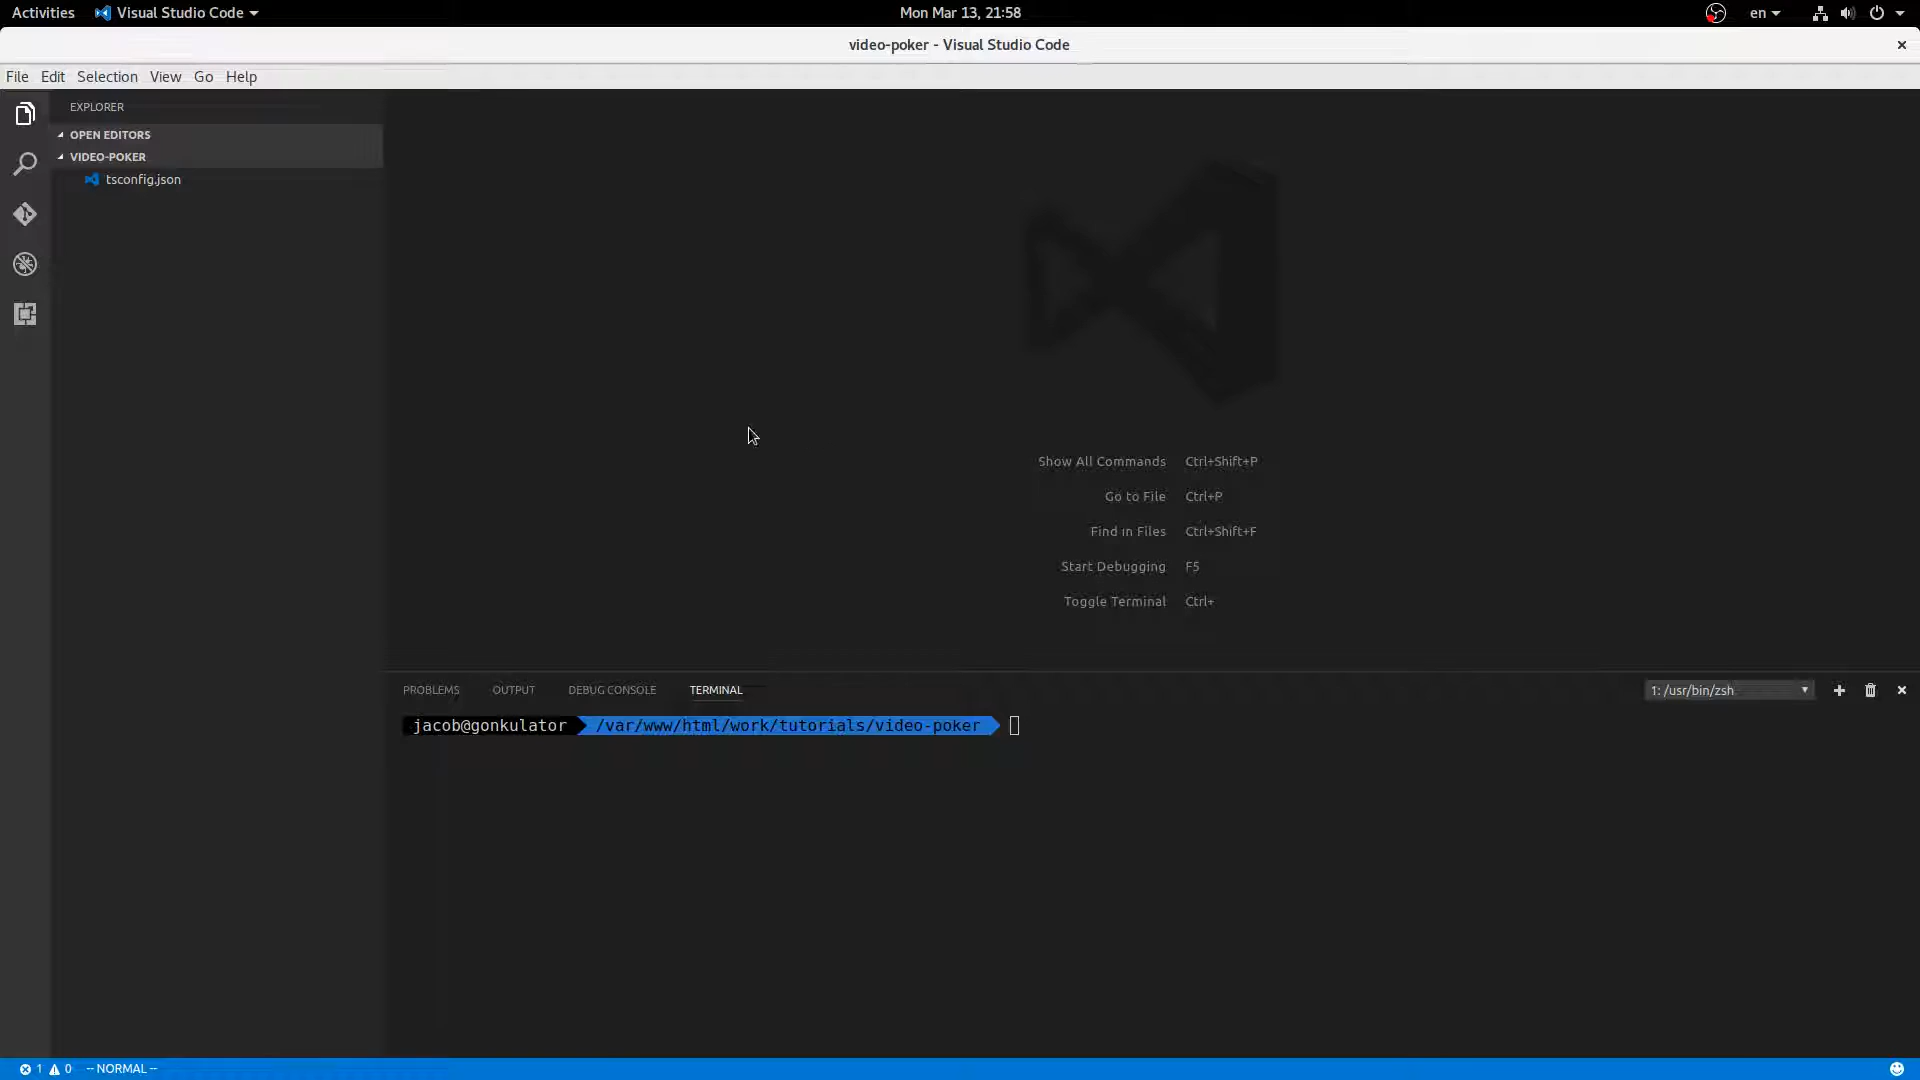 Activities Visual Studio Code Mon Mar 13, 21:58 en
video-poker - Visual Studio Code
File Edit Selection View Go Help
EXPLORER
OPEN EDITORS
VIDEO-POKER
tsconfig.json
Show All Commands Ctrl+Shift+P
Go to File Ctrl+P
Find in Files Ctrl+Shift+F
Start Debugging F5
Toggle Terminal Ctrl+
PROBLEMS OUTPUT DEBUG CONSOLE TERMINAL 1: /usr/bin/zsh
jacob@gonkulator /var/www/html/work/tutorials/video-poker
1 0 -- NORMAL --